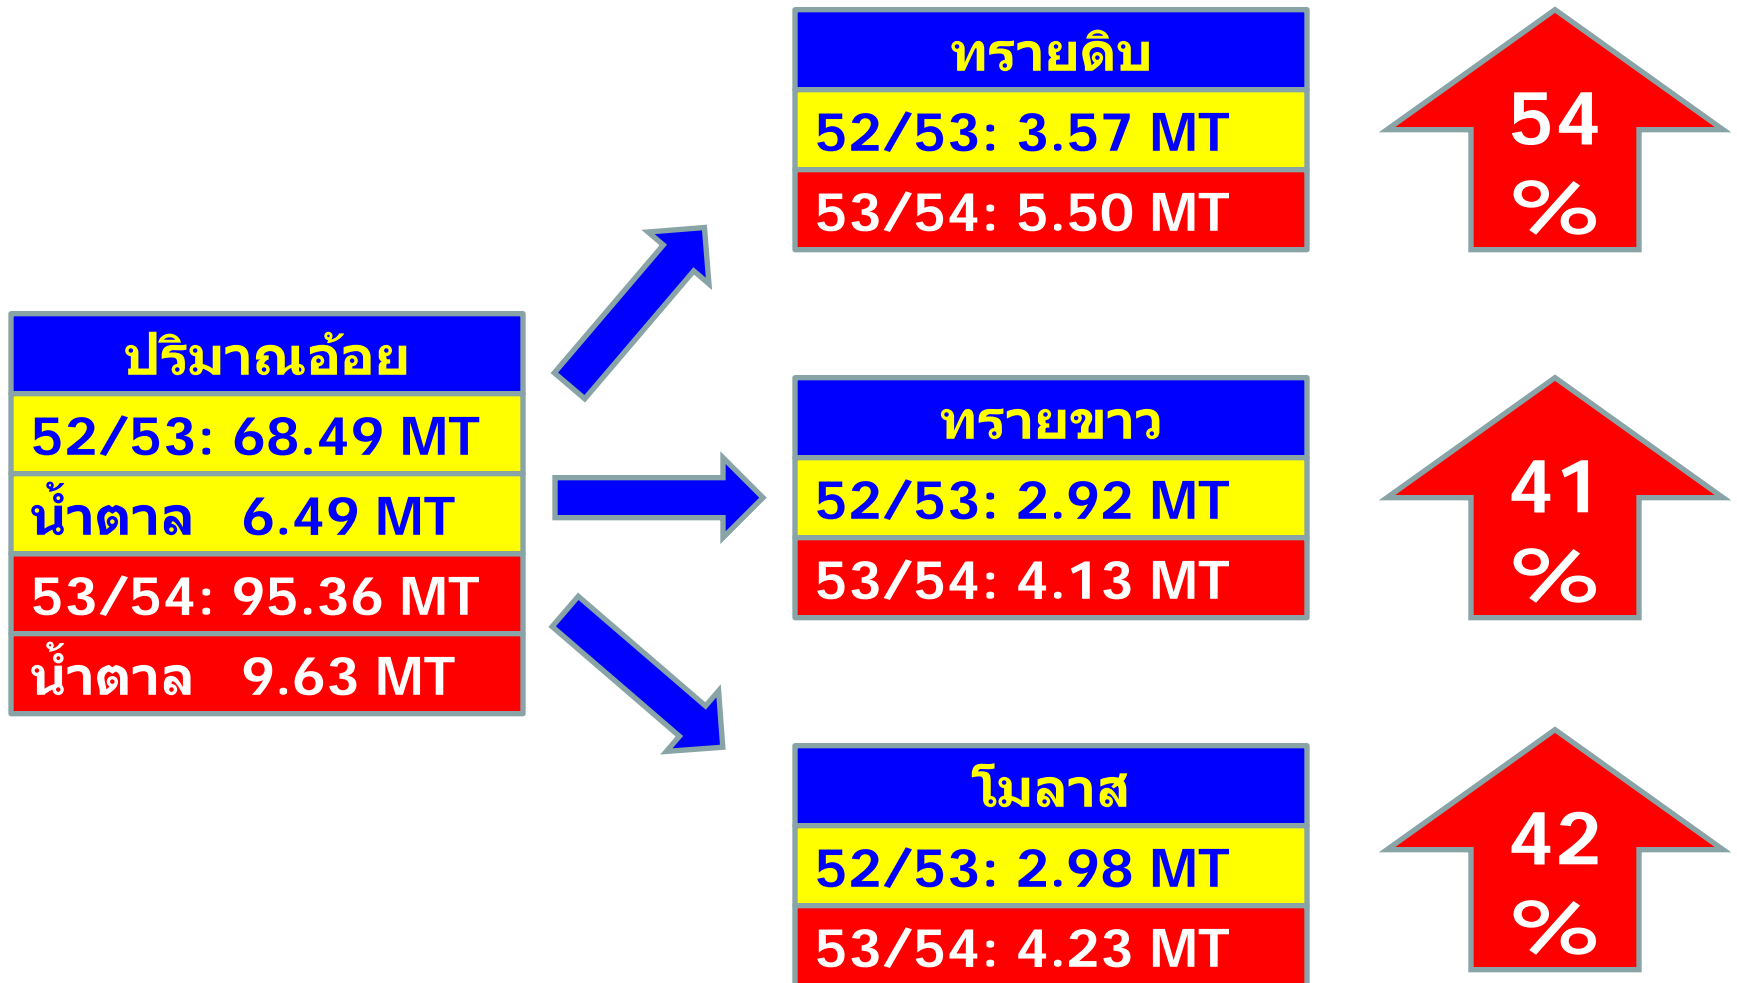 ปริมาณอ้อย
52/53: 68.49 MT
น้ำตาล 6.49 MT
53/54: 95.36 MT
น้ำตาล 9.63 MT
ทรายดิบ
52/53: 3.57 MT
53/54: 5.50 MT
54
%
ทรายขาว
52/53: 2.92 MT
53/54: 4.13 MT
41
%
โมลาส
52/53: 2.98 MT
53/54: 4.23 MT
42
%